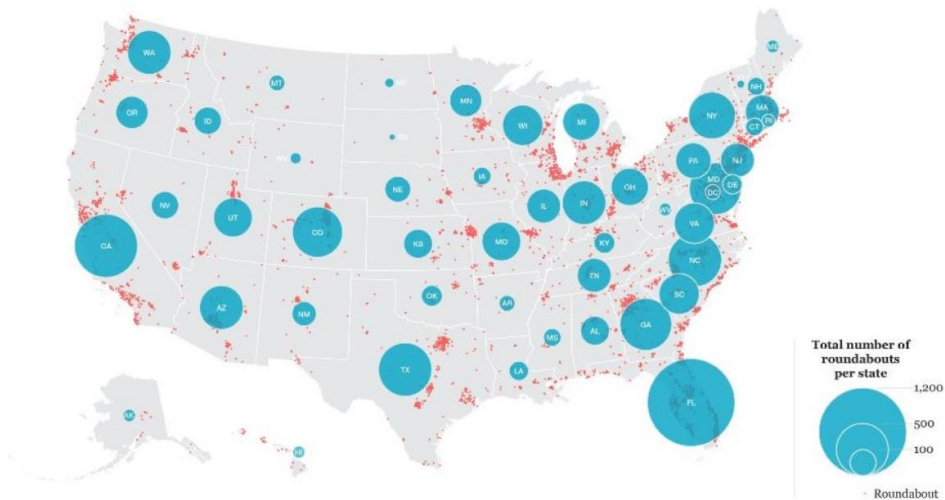 WA
MT
ND
ME
OR
ID
MN
WI
MI
NY
NH
MA
CT
RI
SD
WY
IA
PA
NJ
NE
OH
MD
DE
DC
NV
UT
CO
IL
IN
WV
VA
CA
KS
MO
KY
NC
TN
AZ
NM
OK
AR
SC
MS
AL
GA
TX
LA
FL
AK
HI
Total number of
roundabouts
per state
1,200
500
100
Roundabout